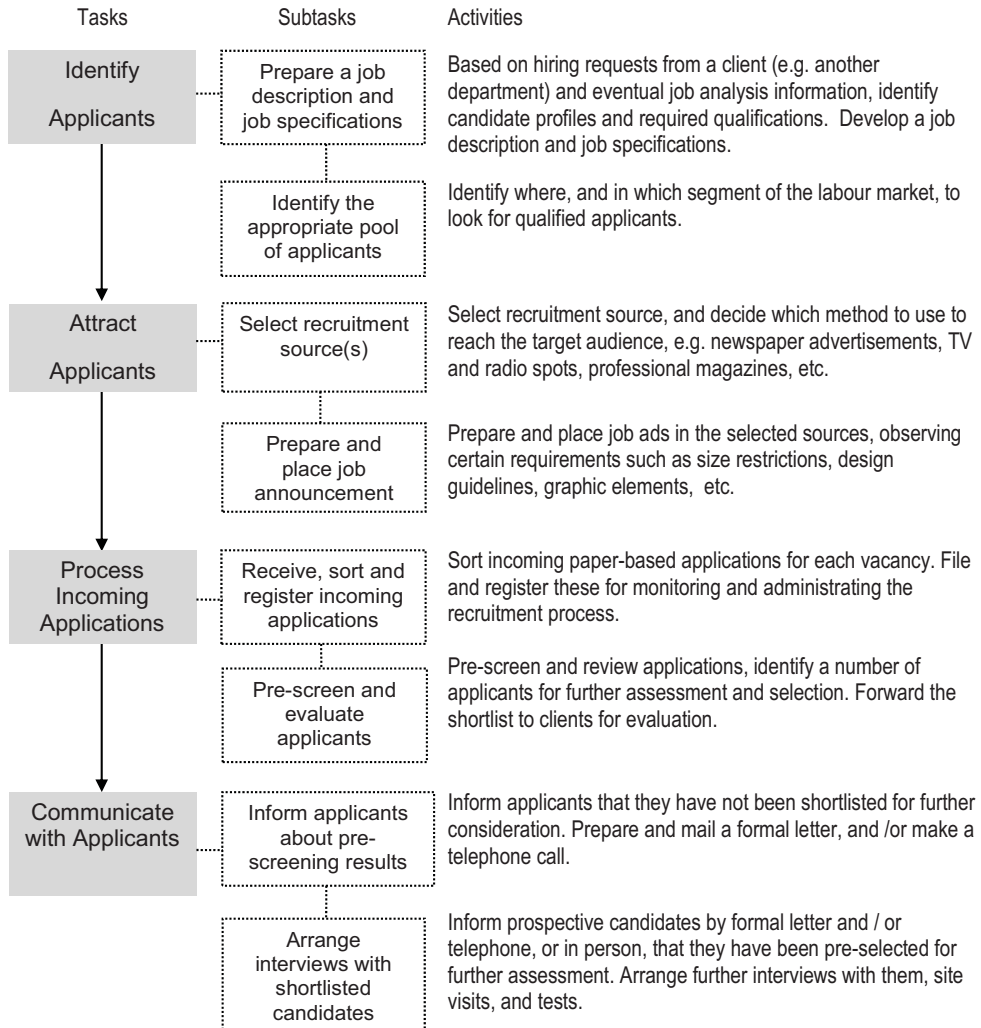 Tasks
Subtasks
Activities
Identify
Applicants
Prepare a job
description and
job specifications
Based on hiring requests from a client (e.g. another
department) and eventual job analysis information, identify
candidate profiles and required qualifications.  Develop a job
description and job specifications.
Identify the
appropriate pool
of applicants
Identify where, and in which segment of the labour market, to
look for qualified applicants.
Attract
Applicants
Select recruitment
source(s)
Select recruitment source, and decide which method to use to
reach the target audience, e.g. newspaper advertisements, TV
and radio spots, professional magazines, etc.
Prepare and
place job
announcement
Prepare and place job ads in the selected sources, observing
certain requirements such as size restrictions, design
guidelines, graphic elements,  etc.
Process
Incoming
Applications
Receive, sort and
register incoming
applications
Sort incoming paper-based applications for each vacancy. File
and register these for monitoring and administrating the
recruitment process.
Pre-screen and
evaluate
applicants
Pre-screen and review applications, identify a number of
applicants for further assessment and selection. Forward the
shortlist to clients for evaluation.
Communicate
with Applicants
Inform applicants
about pre-
screening results
Inform applicants that they have not been shortlisted for further
consideration. Prepare and mail a formal letter, and /or make a
telephone call.
Arrange
interviews with
shortlisted
candidates
Inform prospective candidates by formal letter and / or
telephone, or in person, that they have been pre-selected for
further assessment. Arrange further interviews with them, site
visits, and tests.